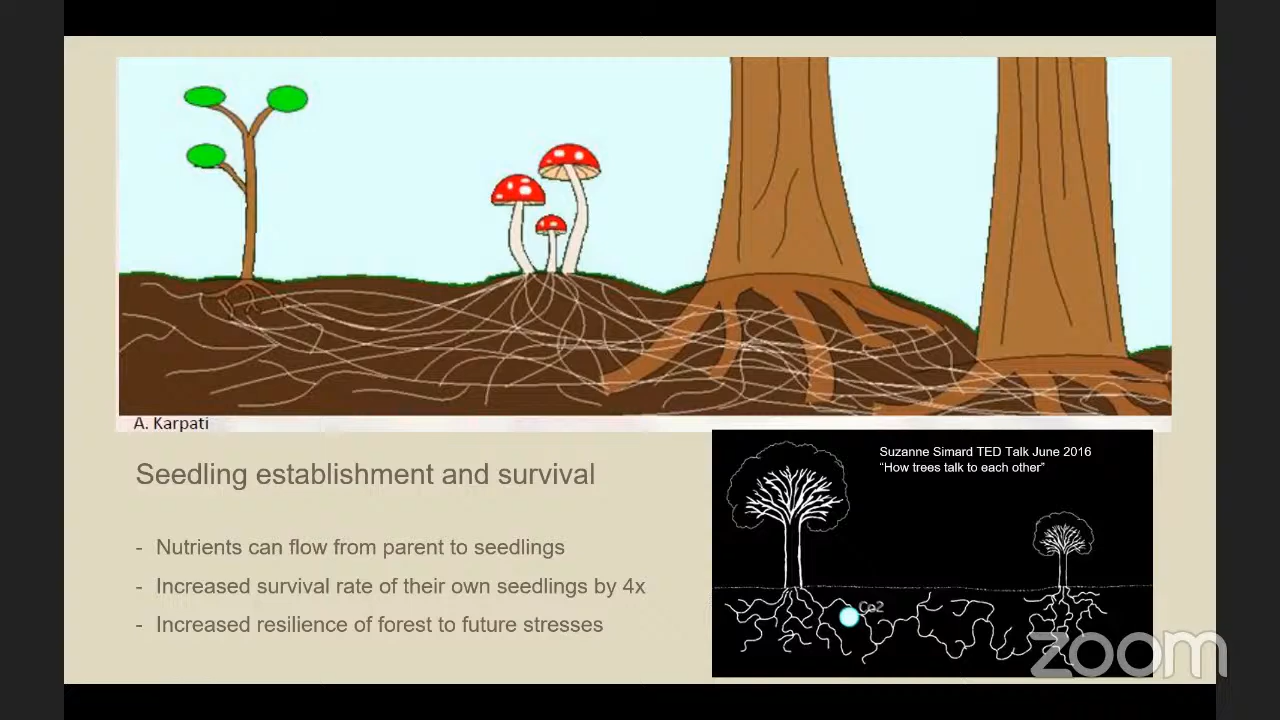 A. Karpati
Seedling establishment and survival
- Nutrients can flow from parent to seedlings
- Increased survival rate of their own seedlings by 4x
- Increased resilience of forest to future stresses
Suzanne Simard TED Talk June 2016
“How trees talk to each other”
Co2
zoom